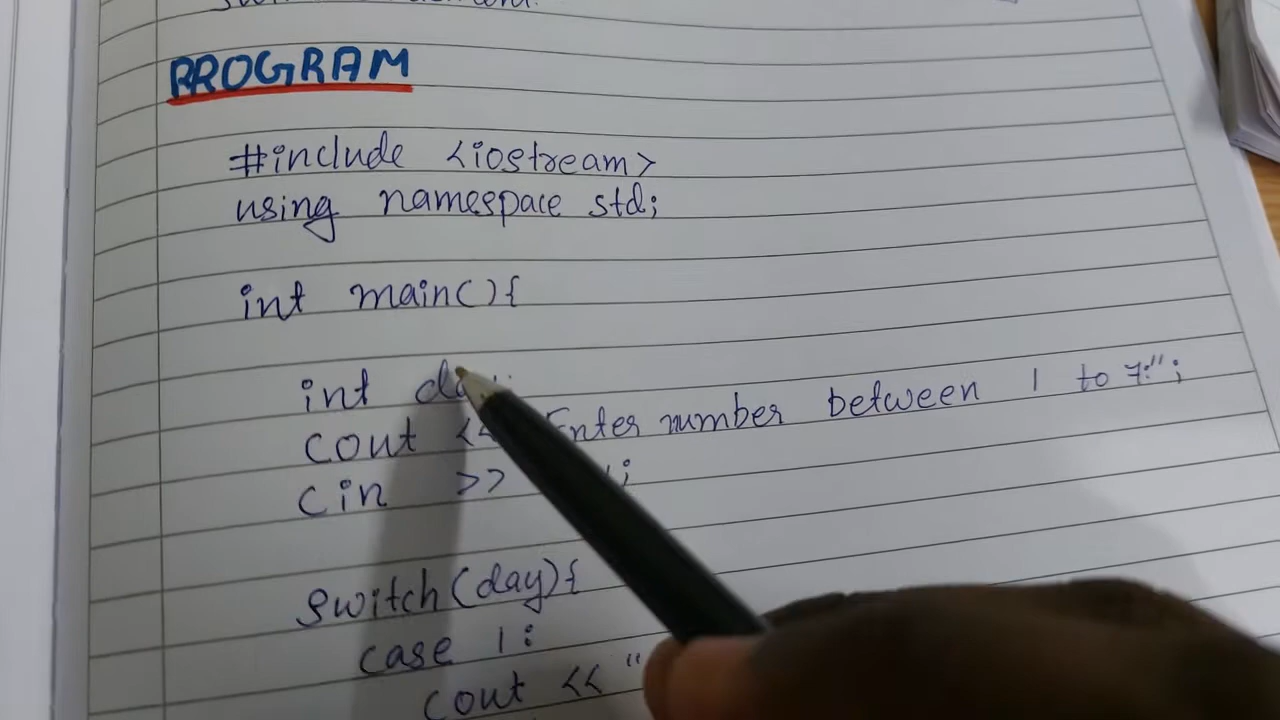 PROGRAM
#include <iostream>
using namespace std;
int main(){
int
cout << Enter number between 1 to 7:";
cin >> ;
switch(day){
case 1:
cout << "